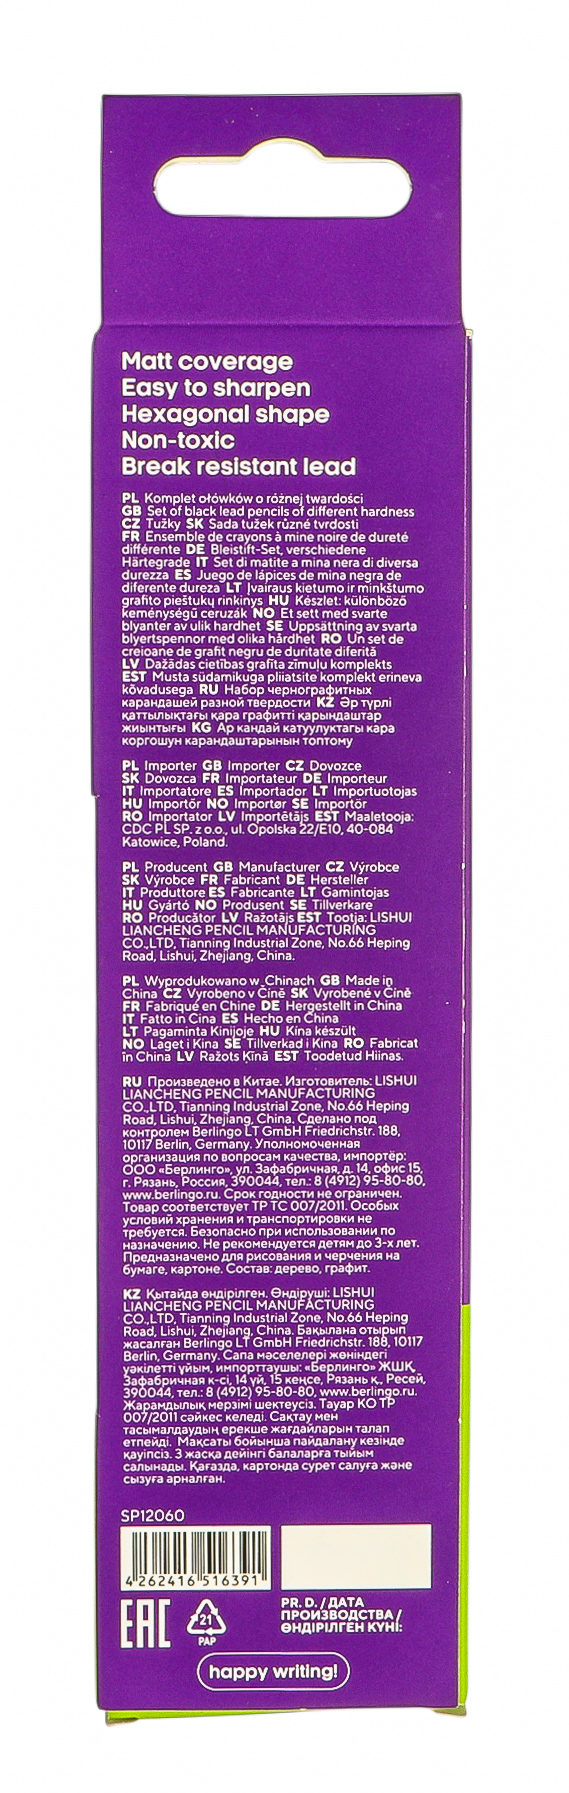 Matt coverage
Easy to sharpen
Hexagonal shape
Non-toxic
Break resistant lead
PL Komplet ołówków o różnej twardości
GB Set of black lead pencils of different hardness
CZ Tužky SK Sada tužek různé tvrdosti
FR Ensemble de crayons à mine noire de dureté
différente DE Bleistift-Set, verschiedene
Härtegrade IT Set di matite a mina nera di diversa
durezza ES Juego de lápices de mina negra de
diferente dureza LT Įvairaus kietumo ir minkštumo
grafito pieštukų rinkinys HU Készlet: különböző
keménységű ceruzák NO Et sett med svarte
blyanter av ulik hardhet SE Uppsättning av svarta
blyertspennor med olika hårdhet RO Un set de
creioane de grafit negru de duritate diferită
LV Dažādas cietības grafīta zīmuļu komplekts
EST Musta südamikuga pliiatsite komplekt erineva
kõvadusega RU Набор чернографитных
карандашей разной твердости KZ Әр түрлі
қаттылықтағы қара графитті қарындаштар
жиынтығы KG Ар кандай катуулуктагы кара
коргошун карандаштарынын топтому
PL Importer GB Importer CZ Dovozce
SK Dovozca FR Importateur DE Importeur
IT Importatore ES Importador LT Importuotojas
HU Importőr NO Importør SE Importör
RO Importator LV Importētājs EST Maaletooja:
CDC PL SP. z o.o., ul. Opolska 22/E10, 40-084
Katowice, Poland.
PL Producent GB Manufacturer CZ Výrobce
SK Výrobce FR Fabricant DE Hersteller
IT Produttore ES Fabricante LT Gamintojas
HU Gyártó NO Produsent SE Tillverkare
RO Producător LV Ražotājs EST Tootja: LISHUI
LIANCHENG PENCIL MANUFACTURING
CO.,LTD, Tianning Industrial Zone, No.66 Heping
Road, Lishui, Zhejiang, China.
PL Wyprodukowano w Chinach GB Made in
China CZ Vyrobeno v Číně SK Vyrobené v Číně
FR Fabriqué en Chine DE Hergestellt in China
IT Fatto in Cina ES Hecho en China
LT Pagaminta Kinijoje HU Kína készült
NO Laget i Kina SE Tillverkad i Kina RO Fabricat
în China LV Ražots Ķīnā EST Toodetud Hiinas.
RU Произведено в Китае. Изготовитель: LISHUI
LIANCHENG PENCIL MANUFACTURING
CO.,LTD, Tianning Industrial Zone, No.66 Heping
Road, Lishui, Zhejiang, China. Сделано под
контролем Berlingo LT GmbH Friedrichstr. 188,
10117 Berlin, Germany. Уполномоченная
организация по вопросам качества, импортёр:
ООО «Берлинго», ул. Зафабричная, д. 14, офис 15,
г. Рязань, Россия, 390044, тел.: 8 (4912) 95-80-80,
www.berlingo.ru. Срок годности не ограничен.
Товар соответствует ТР ТС 007/2011. Особых
условий хранения и транспортировки не
требуется. Безопасно при использовании по
назначению. Не рекомендуется детям до 3-х лет.
Предназначено для рисования и черчения на
бумаге, картоне. Состав: дерево, графит.
KZ Қытайда өндірілген. Өндіруші: LISHUI
LIANCHENG PENCIL MANUFACTURING
CO.,LTD, Tianning Industrial Zone, No.66 Heping
Road, Lishui, Zhejiang, China. Бақылана отырып
жасалған Berlingo LT GmbH Friedrichstr. 188, 10117
Berlin, Germany. Сапа мәселелері жөніндегі
уәкілетті ұйым, импорттаушы: «Берлинго» ЖШҚ,
Зафабричная к-сі, 14 үй, 15 кеңсе, Рязань қ., Ресей,
390044, тел.: 8 (4912) 95-80-80, www.berlingo.ru.
Жарамдылық мерзімі шектеусіз. Тауар КО ТР
007/2011 сәйкес келеді. Сақтау мен
тасымалдаудың ерекше жағдайларын талап
етпейді. Мақсаты бойынша пайдалану кезінде
қауіпсіз. 3 жасқа дейінгі балаларға тыйым
салынады. Қағазда, картонда сурет салуға және
сызуға арналған.
SP12060
4 262416 516391
PR. D. / ДАТА
ПРОИЗВОДСТВА /
ӨНДІРІЛГЕН КҮНІ:
EAC
21
PAP
happy writing!